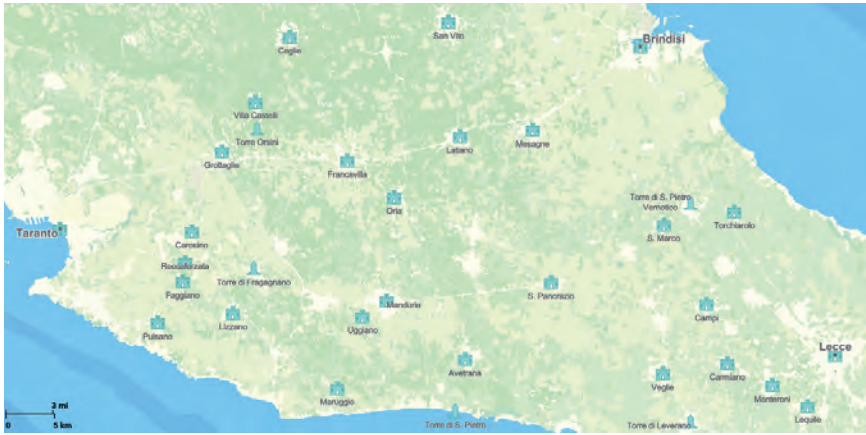 San Vito
Brindisi
Ceglie
Villa Castelli
Torre Orsini
Latiano
Mesagne
Grottaglie
Francavilla
Oria
Torre di S. Pietro
Vernotico
Torchiarolo
Taranto
S. Marco
Carosino
Roccaforzata
Torre di Fragagnano
Faggiano
S. Pancrazio
Manduria
Campi
Lizzano
Uggiano
Pulsano
Lecce
Avetrana
Carmiano
Veglie
Monteroni
Maruggio
3 mi
Lequile
0 5 km
Torre di S. Pietro
Torre di Leverano